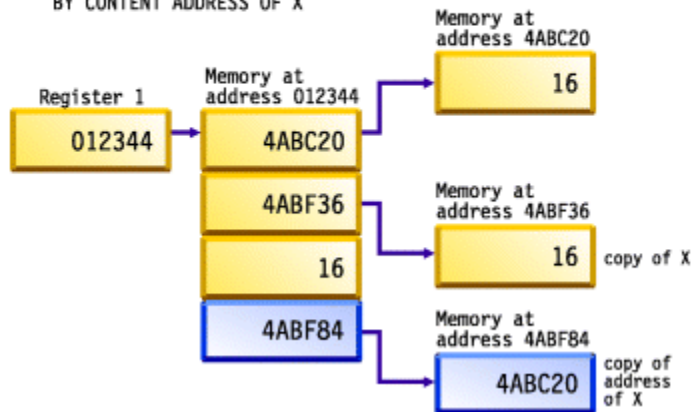 BY CONTENT ADDRESS OF X
Memory at
address 4ABC20
16
Register 1
012344
Memory at
address 012344
4ABC20
4ABF36
16
4ABF84
Memory at
address 4ABF36
16
copy of X
Memory at
address 4ABF84
4ABC20
copy of
address
of X